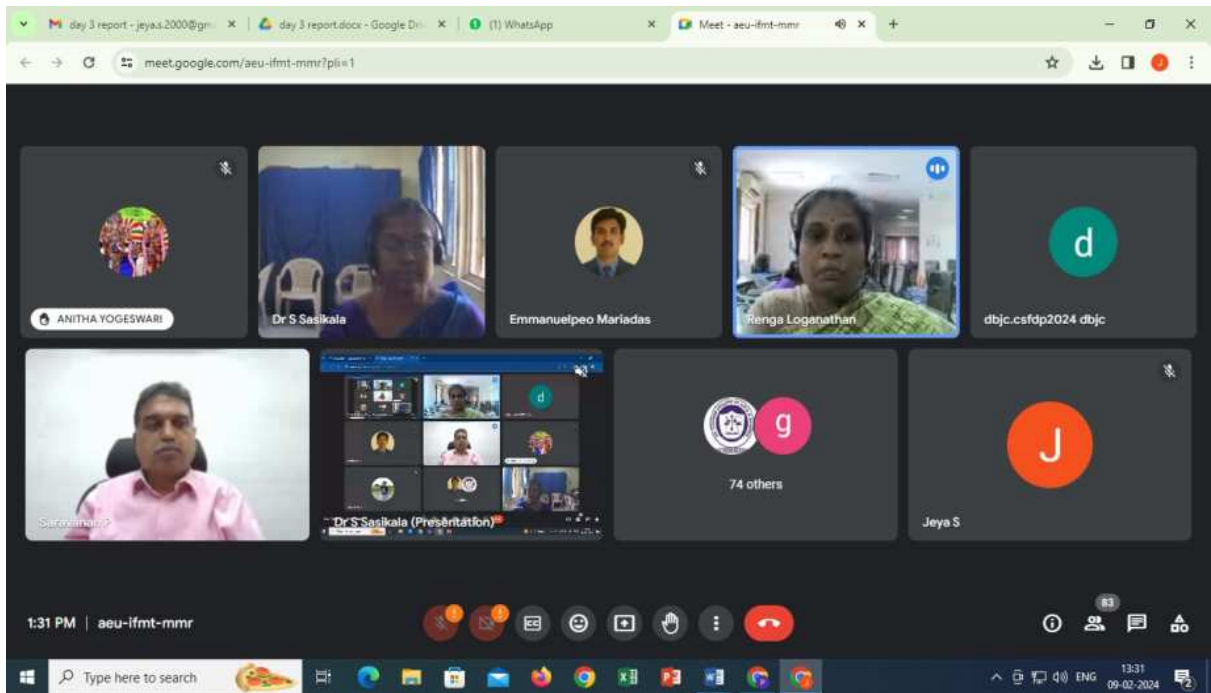 day 3 report - jeya.s.2000@gm
day 3 report.docx - Google Dri
(1) WhatsApp
Meet - aeu-ifmt-mmr
meet.google.com/aeu-ifmt-mmr?pli=1
ANITHA YOGESWARI
Dr S Sasikala
Emmanuelpeo Mariadas
Renga Loganathan
d
dbjc.csfdp2024 dbjc
Saravanan P
d
Dr S Sasikala (Presentation)
g
74 others
J
Jeya S
1:31 PM | aeu-ifmt-mmr
83
Type here to search
ENG
13:31
09-02-2024
2